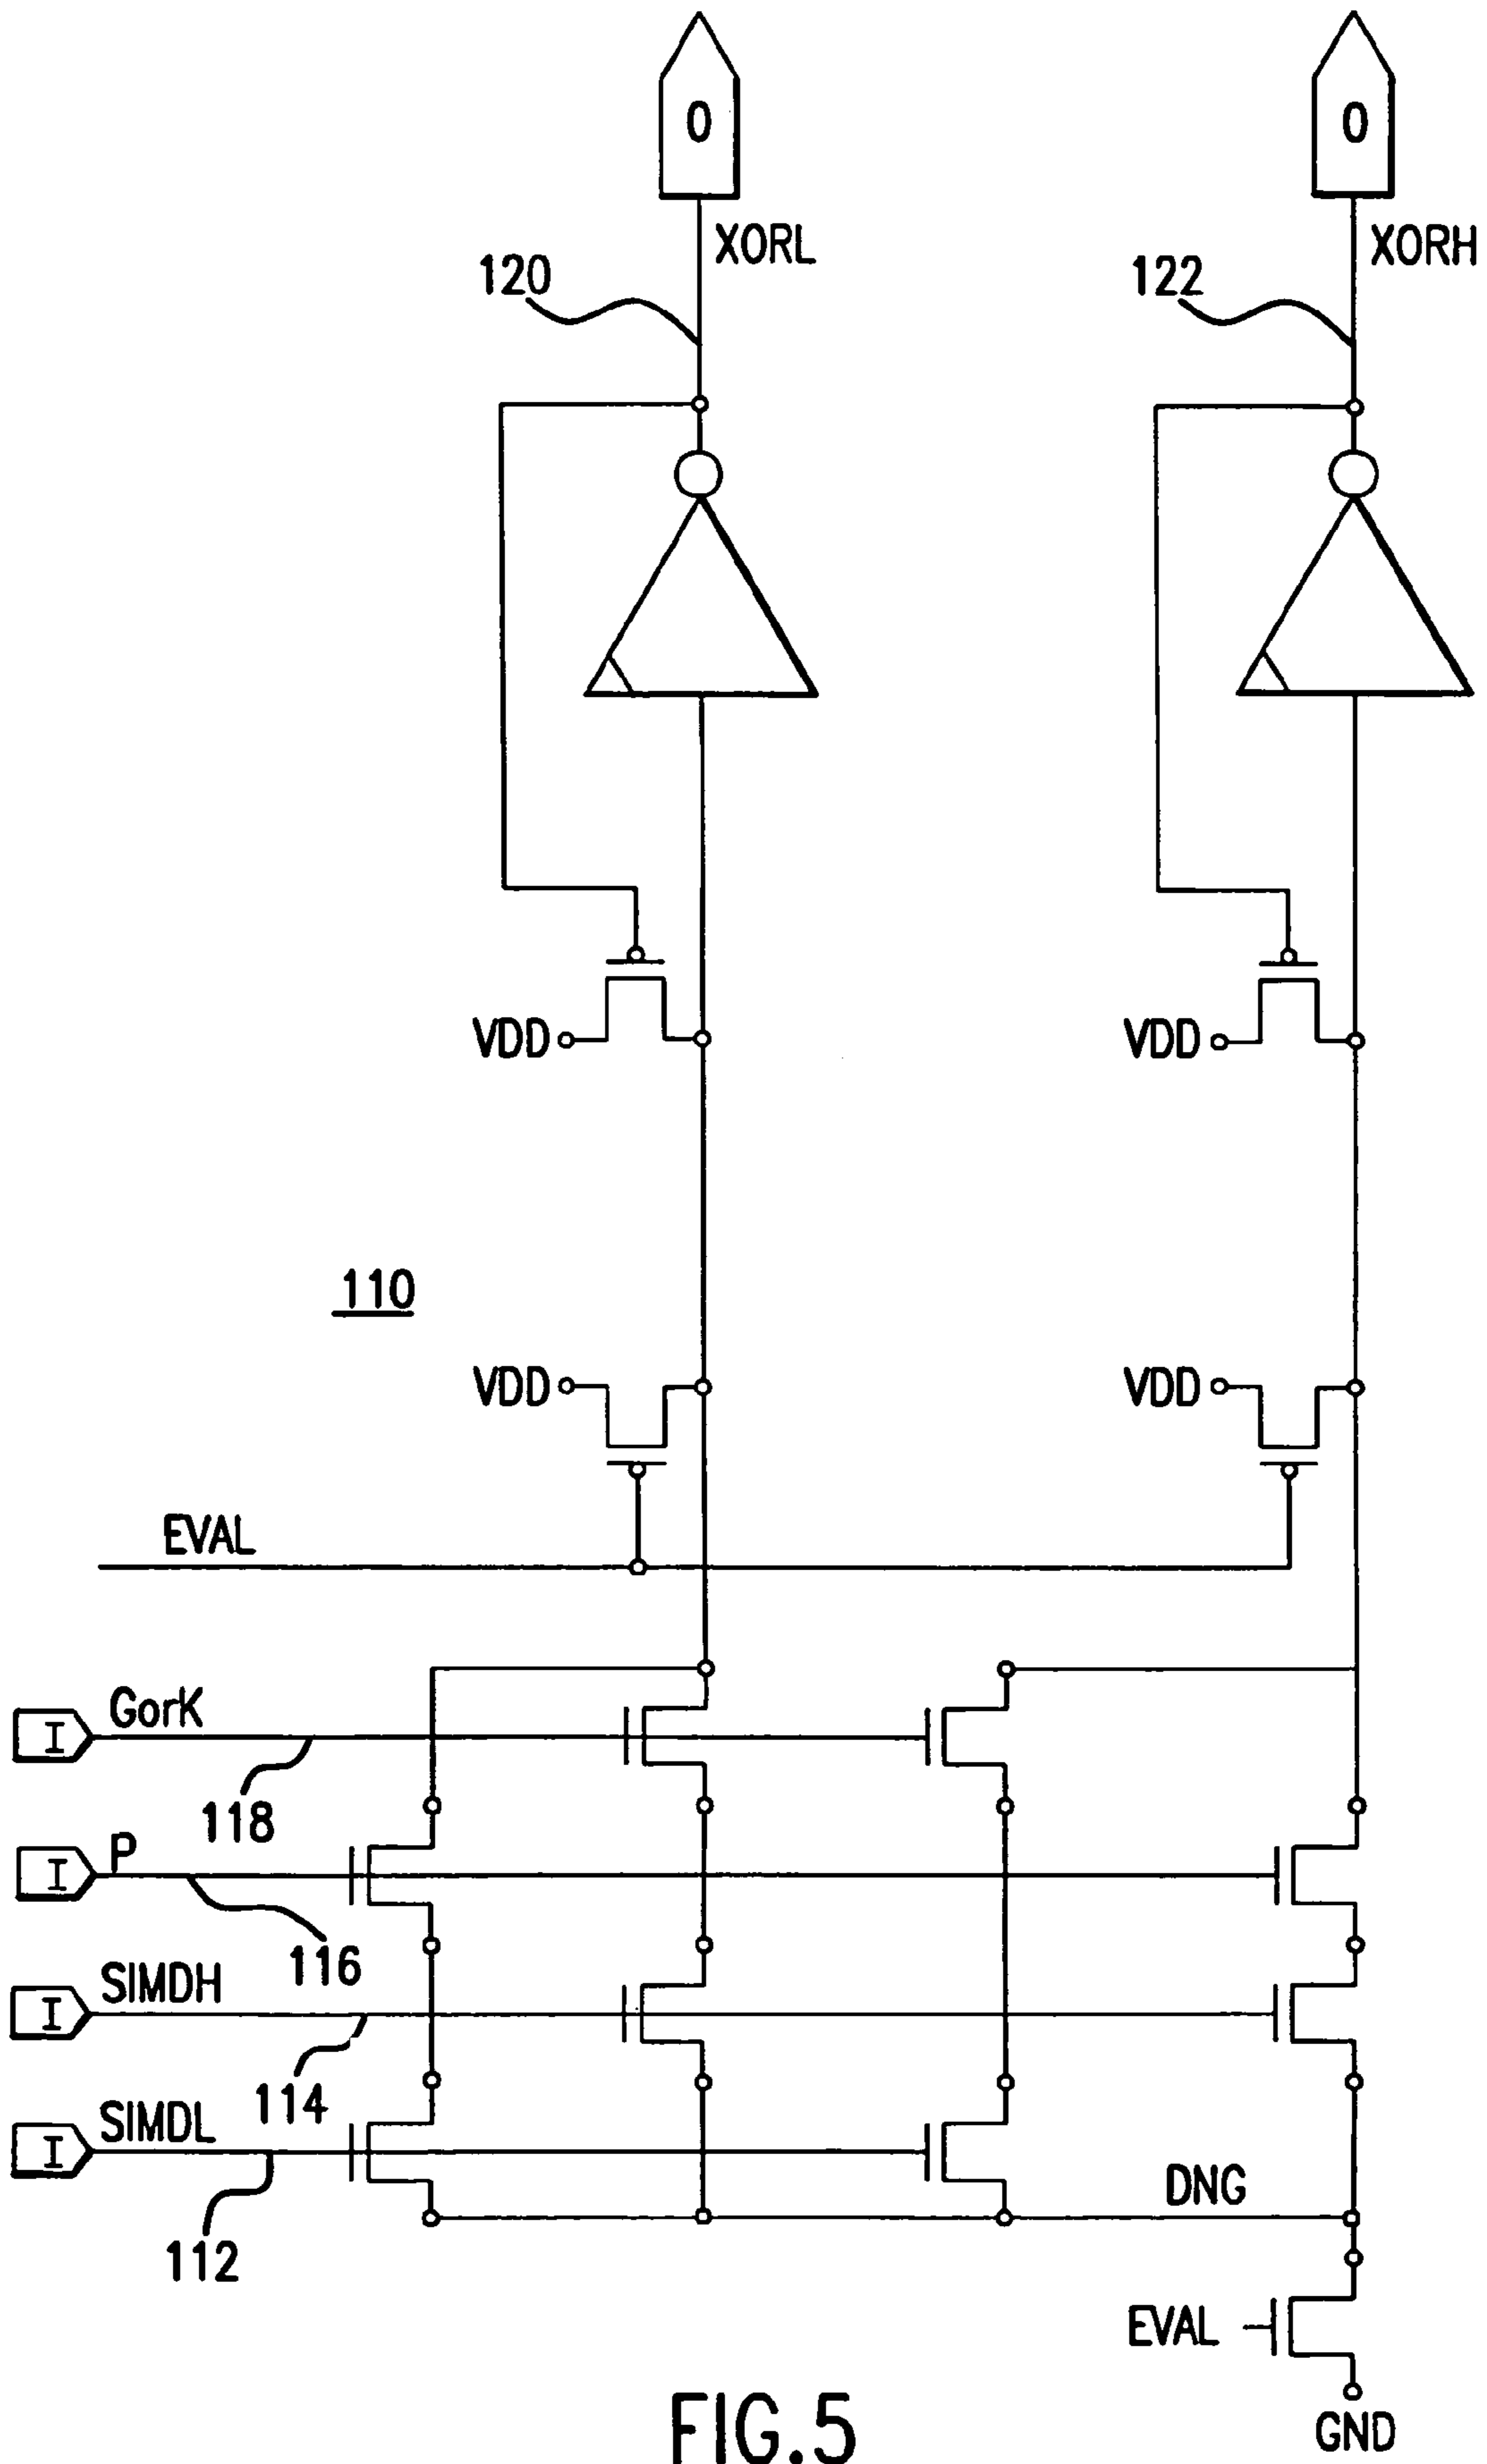 O O
XORL XORH
120 122
VDD VDD
110
VDD VDD
EVAL
I GorK
118
I P
116
I SIMDH
114
I SIMDL
DNG
112
EVAL
GND
FIG.5